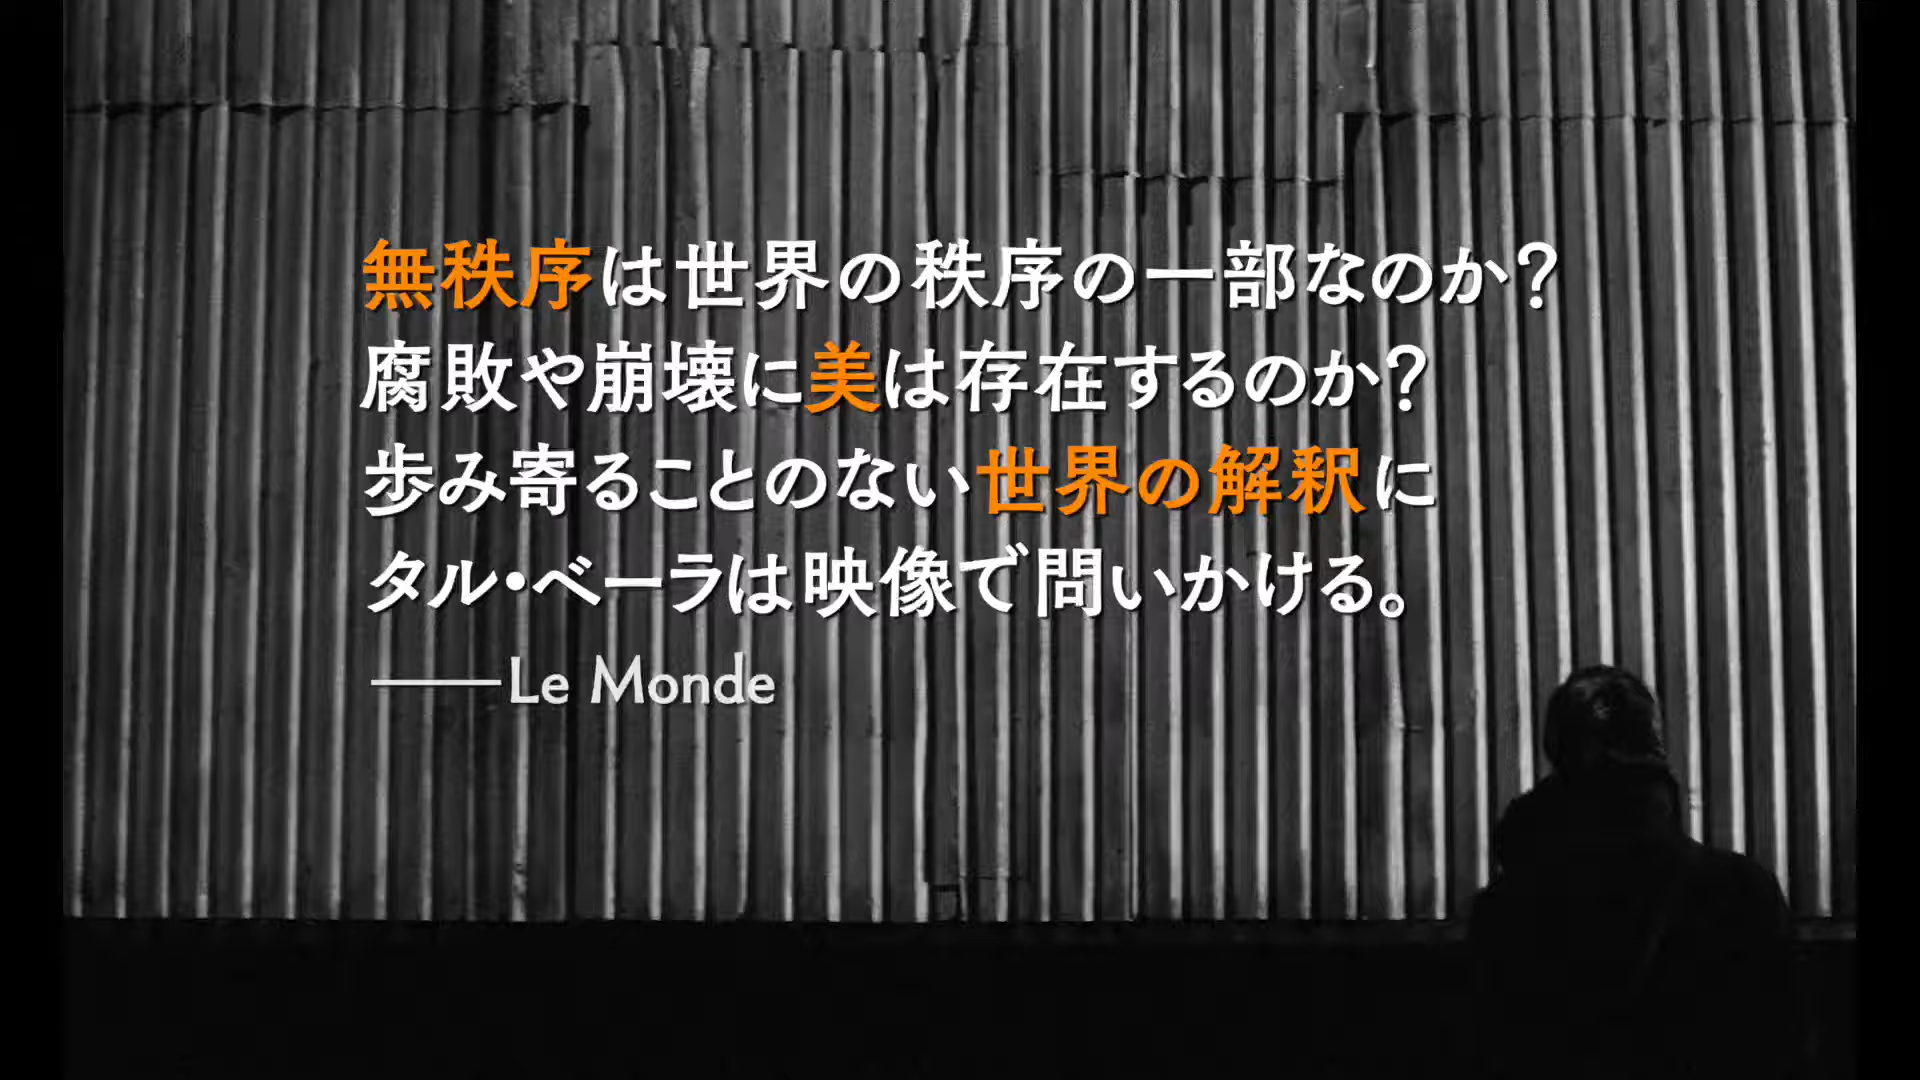 無秩序は世界の秩序の一部なのか?
腐敗や崩壊に美は存在するのか?
歩み寄ることのない世界の解釈に
タル・ベーラは映像で問いかける。
——Le Monde